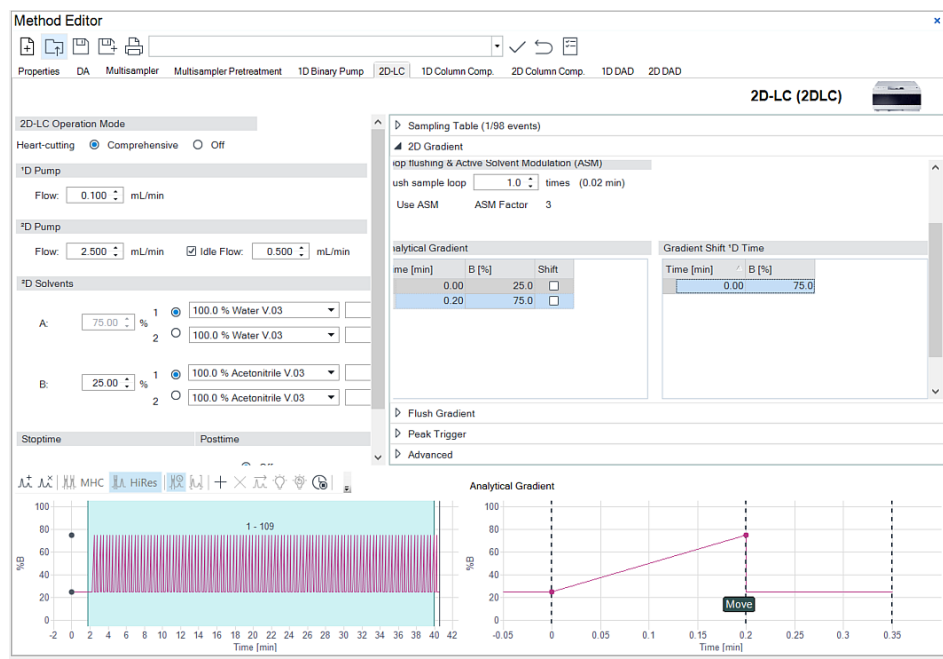 Method Editor
Properties DA Multisampler Multisampler Pretreatment 1D Binary Pump 2D-LC 1D Column Comp. 2D Column Comp. 1D DAD 2D DAD
2D-LC (2DLC)
2D-LC Operation Mode
Heart-cutting Comprehensive Off
¹D Pump
Flow: 0.100 mL/min
²D Pump
Flow: 2.500 mL/min Idle Flow: 0.500 mL/min
²D Solvents
A: 75.00 % 1 100.0 % Water V.03
2 100.0 % Water V.03
B: 25.00 % 1 100.0 % Acetonitrile V.03
2 100.0 % Acetonitrile V.03
Stoptime Posttime
Sampling Table (1/98 events)
2D Gradient
oop flushing & Active Solvent Modulation (ASM)
ush sample loop 1.0 times (0.02 min)
Use ASM ASM Factor 3
nalytical Gradient
me [min] B [%] Shift
0.00 25.0
0.20 75.0
Gradient Shift ¹D Time
Time [min] B [%]
0.00 75.0
Flush Gradient
Peak Trigger
Advanced
MHC HiRes
1 - 109
%B
100
80
60
40
20
0
-2 0 2 4 6 8 10 12 14 16 18 20 22 24 26 28 30 32 34 36 38 40 42
Time [min]
Analytical Gradient
%B
100
80
60
40
20
0
Move
-0.05 0 0.05 0.1 0.15 0.2 0.25 0.3 0.35
Time [min]